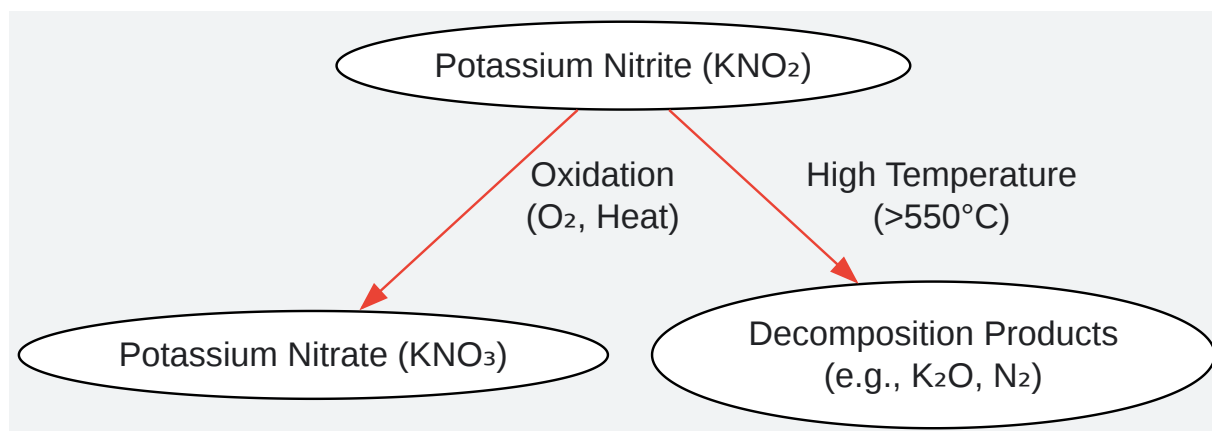 Potassium Nitrite (KNO₂)
Oxidation
(O₂, Heat)
High Temperature
(>550°C)
Potassium Nitrate (KNO₃)
Decomposition Products
(e.g., K₂O, N₂)